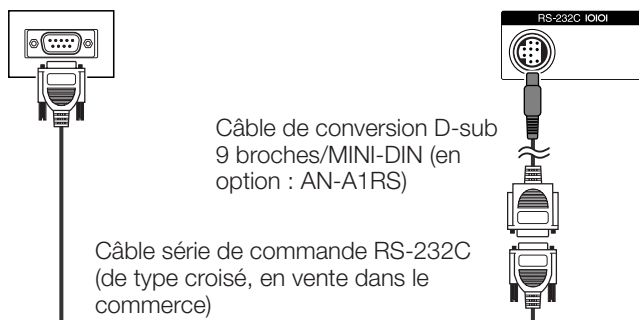 RS-232C IOIOI
Câble de conversion D-sub
9 broches/MINI-DIN (en
option : AN-A1RS)
Câble série de commande RS-232C
(de type croisé, en vente dans le
commerce)